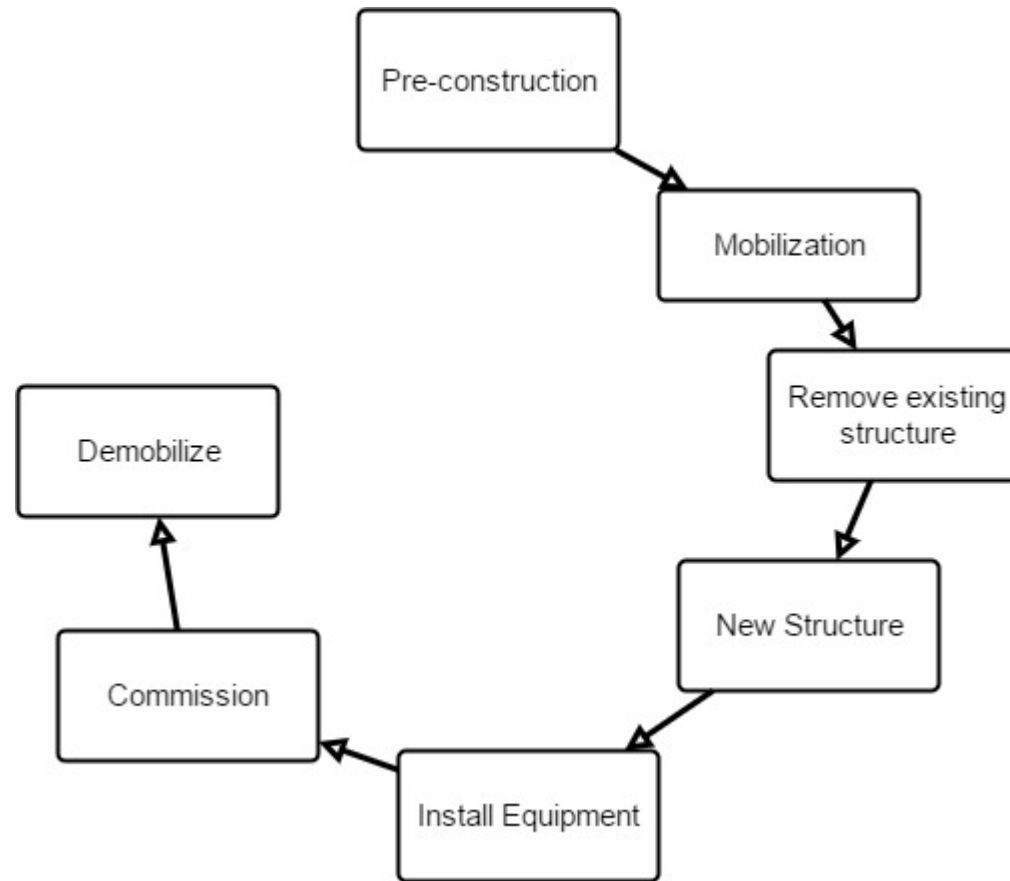 Pre-construction
Mobilization
Remove existing
structure
New Structure
Install Equipment
Commission
Demobilize